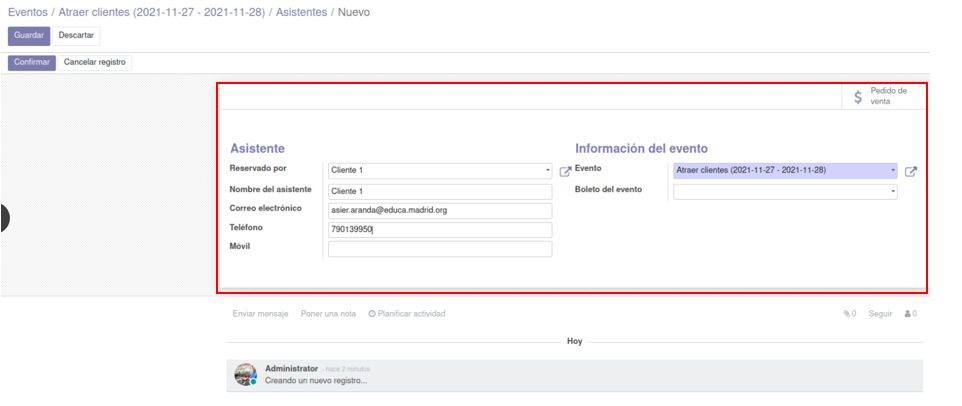 Eventos / Atraer clientes (2021-11-27 - 2021-11-28) / Asistentes / Nuevo
Guardar Descartar
Confirmar Cancelar registro
$ Pedido de
venta
Asistente
Reservado por Cliente 1
Nombre del asistente Cliente 1
Correo electrónico asier.aranda@educa.madrid.org
Teléfono 790139950
Móvil
Información del evento
Evento Atraer clientes (2021-11-27 - 2021-11-28)
Boleto del evento
Enviar mensaje Poner una nota Planificar actividad 0 Seguir 0
Hoy
Administrator - hace 2 minutos
Creando un nuevo registro...